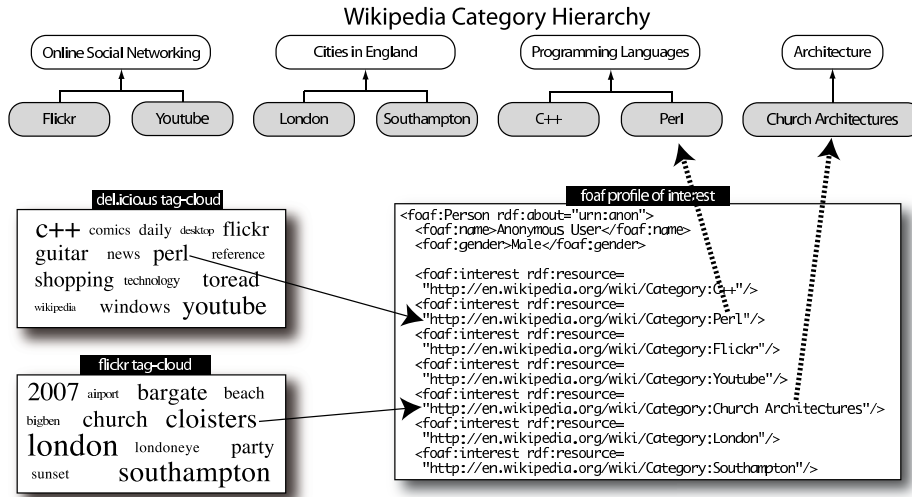 Wikipedia Category Hierarchy
Online Social Networking
Cities in England
Programming Languages
Architecture
Flickr
Youtube
London
Southampton
C++
Perl
Church Architectures
del.icio.us tag-cloud
c++ comics daily desktop flickr
guitar news perl reference
shopping technology toread
wikipedia windows youtube
flickr tag-cloud
2007 airport bargate beach
bigben church cloisters
london londoneye party
sunset southampton
foaf profile of interest
<foaf:Person rdf:about="urn:anon">
<foaf:name>Anonymous User</foaf:name>
<foaf:gender>Male</foaf:gender>
<foaf:interest rdf:resource=
"http://en.wikipedia.org/wiki/Category:C++"/>
<foaf:interest rdf:resource=
"http://en.wikipedia.org/wiki/Category:Perl"/>
<foaf:interest rdf:resource=
"http://en.wikipedia.org/wiki/Category:Flickr"/>
<foaf:interest rdf:resource=
"http://en.wikipedia.org/wiki/Category:Youtube"/>
<foaf:interest rdf:resource=
"http://en.wikipedia.org/wiki/Category:Church Architectures"/>
<foaf:interest rdf:resource=
"http://en.wikipedia.org/wiki/Category:London"/>
<foaf:interest rdf:resource=
"http://en.wikipedia.org/wiki/Category:Southampton"/>